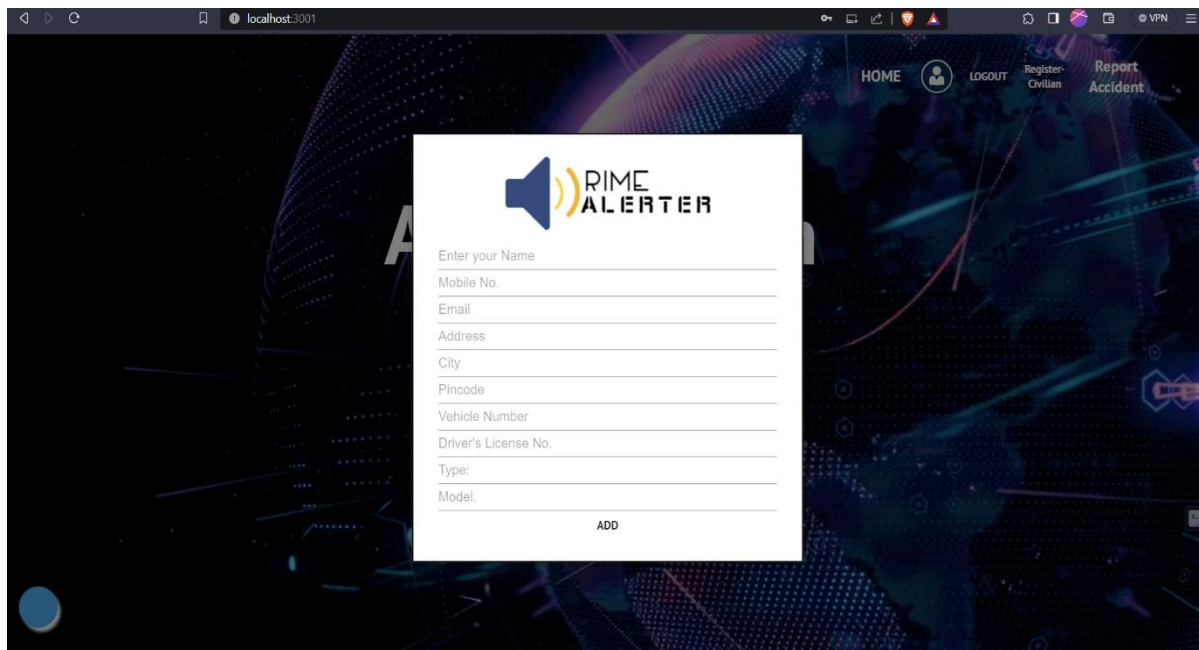 localhost:3001
VPN
HOME
LOGOUT
Register-
Civilian
Report
Accident
RIME
ALERTER
A n
Enter your Name
Mobile No.
Email
Address
City
Pincode
Vehicle Number
Driver's License No.
Type:
Model.
ADD